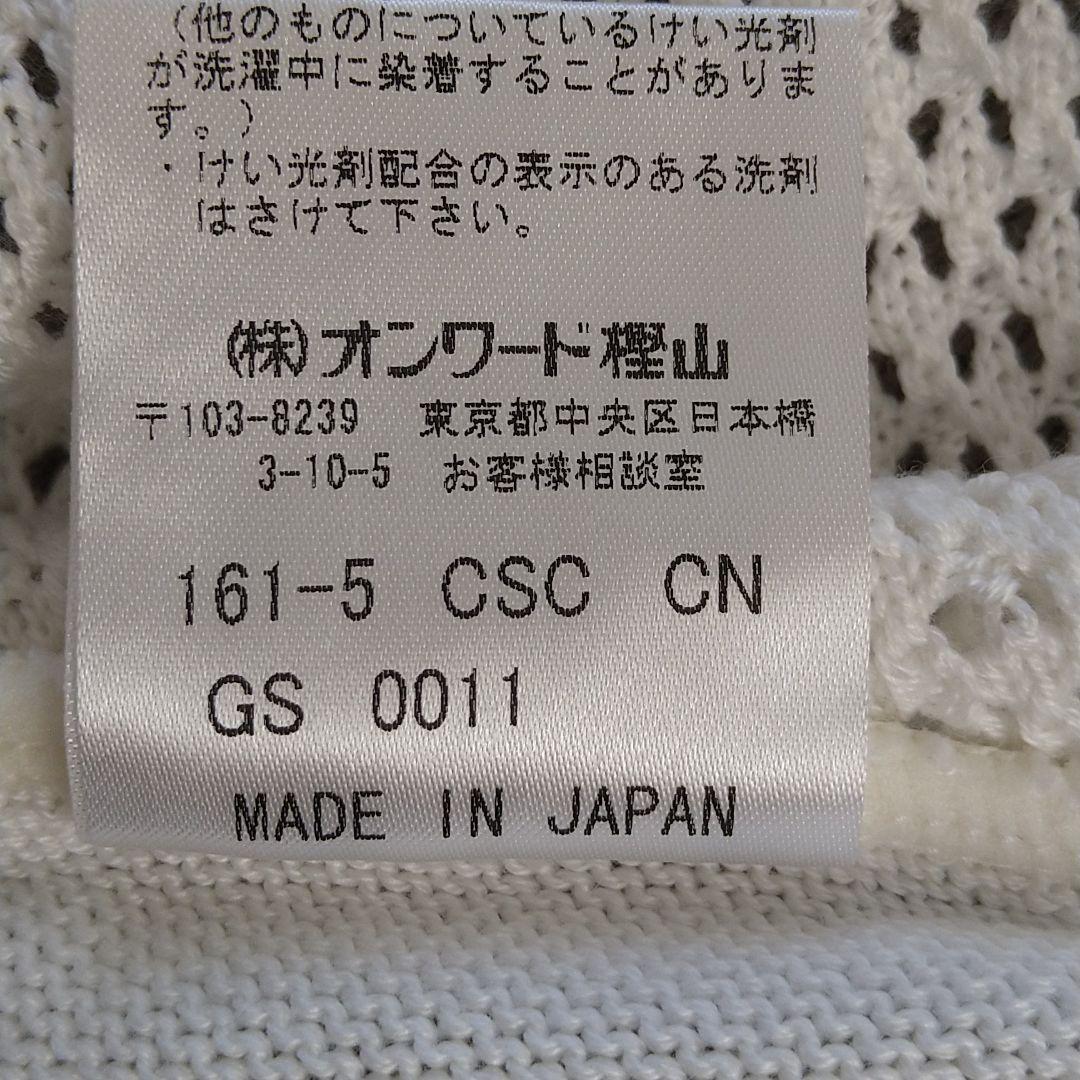 (他のものについているけい光剤
が洗濯中に染着することがありま
す。)
・けい光剤配合の表示のある洗剤
はさけて下さい。
(株)オンワード樫山
〒103-8239 東京都中央区日本橋
3-10-5 お客様相談室
161-5 CSC CN
GS 0011
MADE IN JAPAN